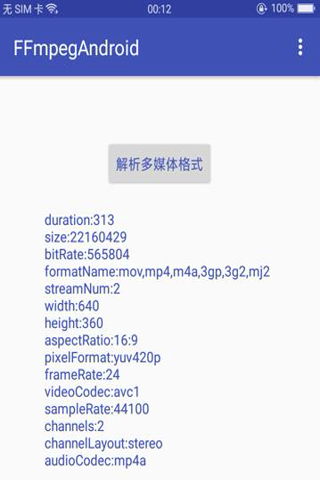 无 SIM 卡 00:12 100%
FFmpegAndroid
解析多媒体格式
duration:313
size:22160429
bitRate:565804
formatName:mov,mp4,m4a,3gp,3g2,mj2
streamNum:2
width:640
height:360
aspectRatio:16:9
pixelFormat:yuv420p
frameRate:24
videoCodec:avc1
sampleRate:44100
channels:2
channelLayout:stereo
audioCodec:mp4a